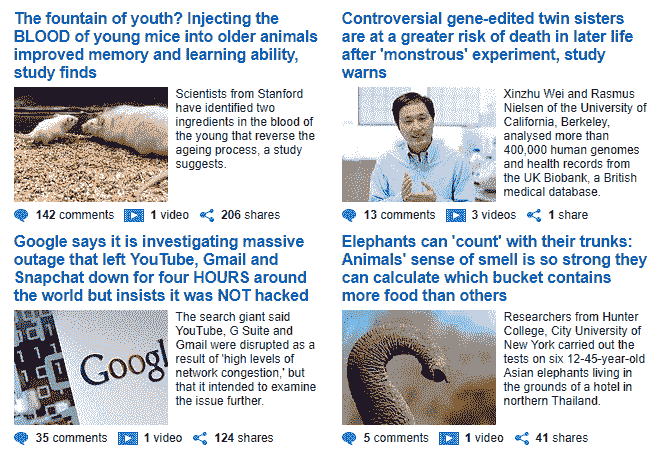 The fountain of youth? Injecting the
BLOOD of young mice into older animals
improved memory and learning ability,
study finds
Scientists from Stanford
have identified two
ingredients in the blood of
the young that reverse the
ageing process, a study
suggests.
142 comments 1 video 206 shares
Controversial gene-edited twin sisters
are at a greater risk of death in later life
after 'monstrous' experiment, study
warns
Xinzhu Wei and Rasmus
Nielsen of the University of
California, Berkeley,
analysed more than
400,000 human genomes
and health records from
the UK Biobank, a British
medical database.
13 comments 3 videos 1 share
Google says it is investigating massive
outage that left YouTube, Gmail and
Snapchat down for four HOURS around
the world but insists it was NOT hacked
Googl
The search giant said
YouTube, G Suite and
Gmail were disrupted as a
result of 'high levels of
network congestion,' but
that it intended to examine
the issue further.
35 comments 1 video 124 shares
Elephants can 'count' with their trunks:
Animals' sense of smell is so strong they
can calculate which bucket contains
more food than others
Researchers from Hunter
College, City University of
New York carried out the
tests on six 12-45-year-old
Asian elephants living in
the grounds of a hotel in
northern Thailand.
5 comments 1 video 41 shares